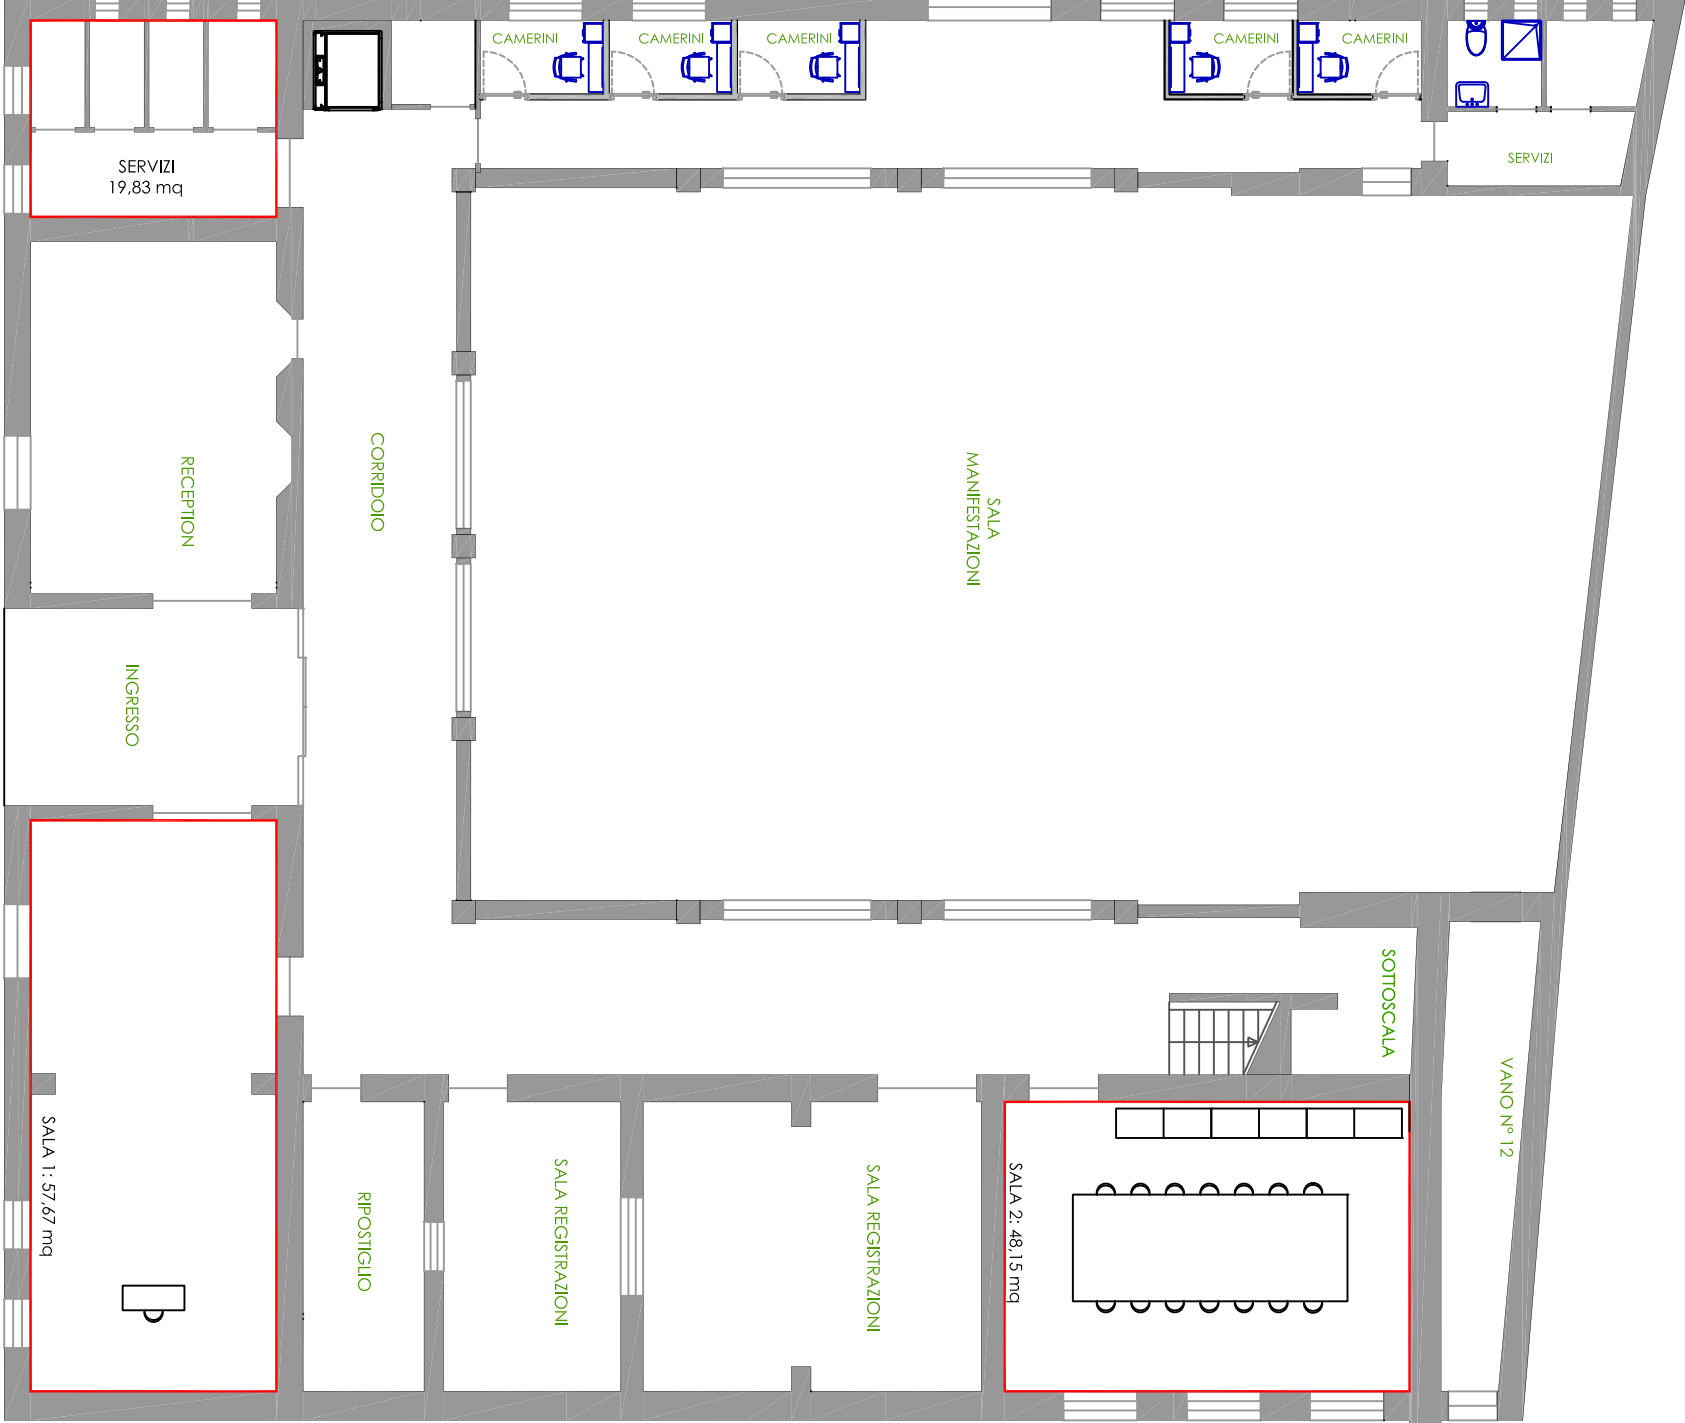 CAMERINI
CAMERINI
CAMERINI
CAMERINI
CAMERINI
SERVIZI
19,83 mq
SERVIZI
RECEPTION
CORRIDOIO
SALA
MANIFESTAZIONI
INGRESSO
SOTTOSCALA
VANO N° 12
SALA 1: 57,67 mq
RIPOSTIGLIO
SALA REGISTRAZIONI
SALA REGISTRAZIONI
SALA 2: 48,15 mq